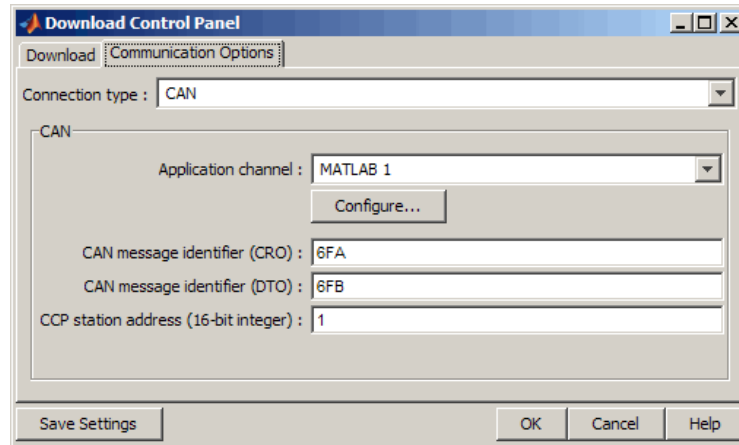 Download Control Panel
Download Communication Options
Connection type : CAN
CAN
Application channel : MATLAB 1
Configure...
CAN message identifier (CRO) : 6FA
CAN message identifier (DTO) : 6FB
CCP station address (16-bit integer) : 1
Save Settings OK Cancel Help